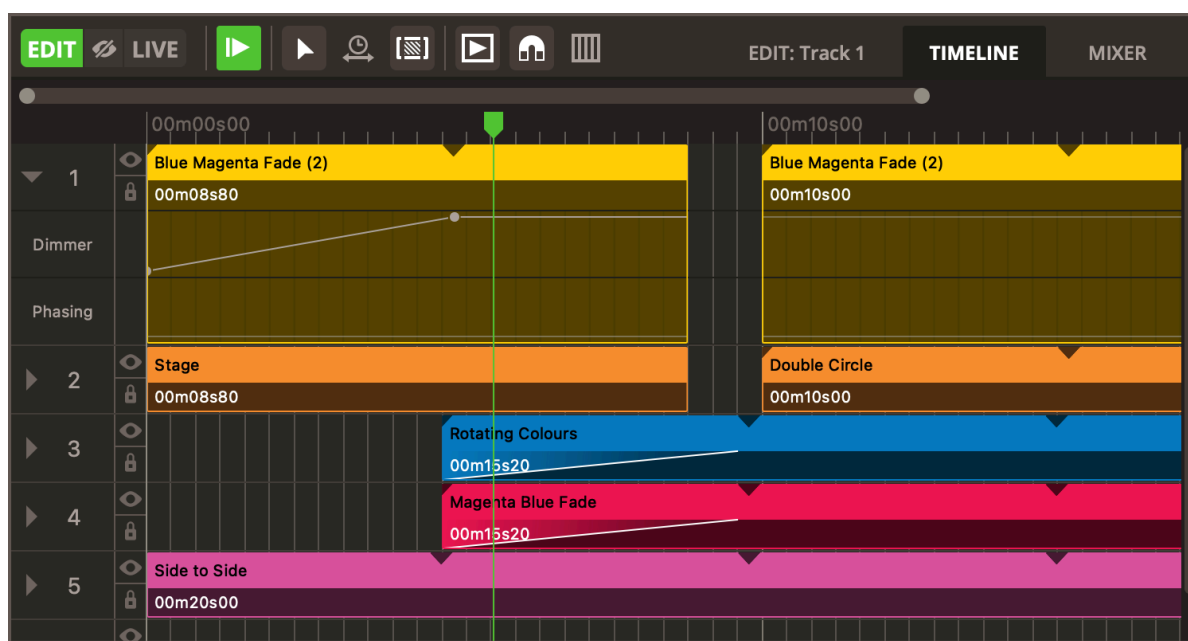 EDIT LIVE EDIT: Track 1 TIMELINE MIXER
00m00s00 00m10s00
1 Blue Magenta Fade (2) Blue Magenta Fade (2)
00m08s80 00m10s00
Dimmer
Phasing
2 Stage Double Circle
00m08s80 00m10s00
3 Rotating Colours
00m15s20
4 Magenta Blue Fade
00m15s20
5 Side to Side
00m20s00